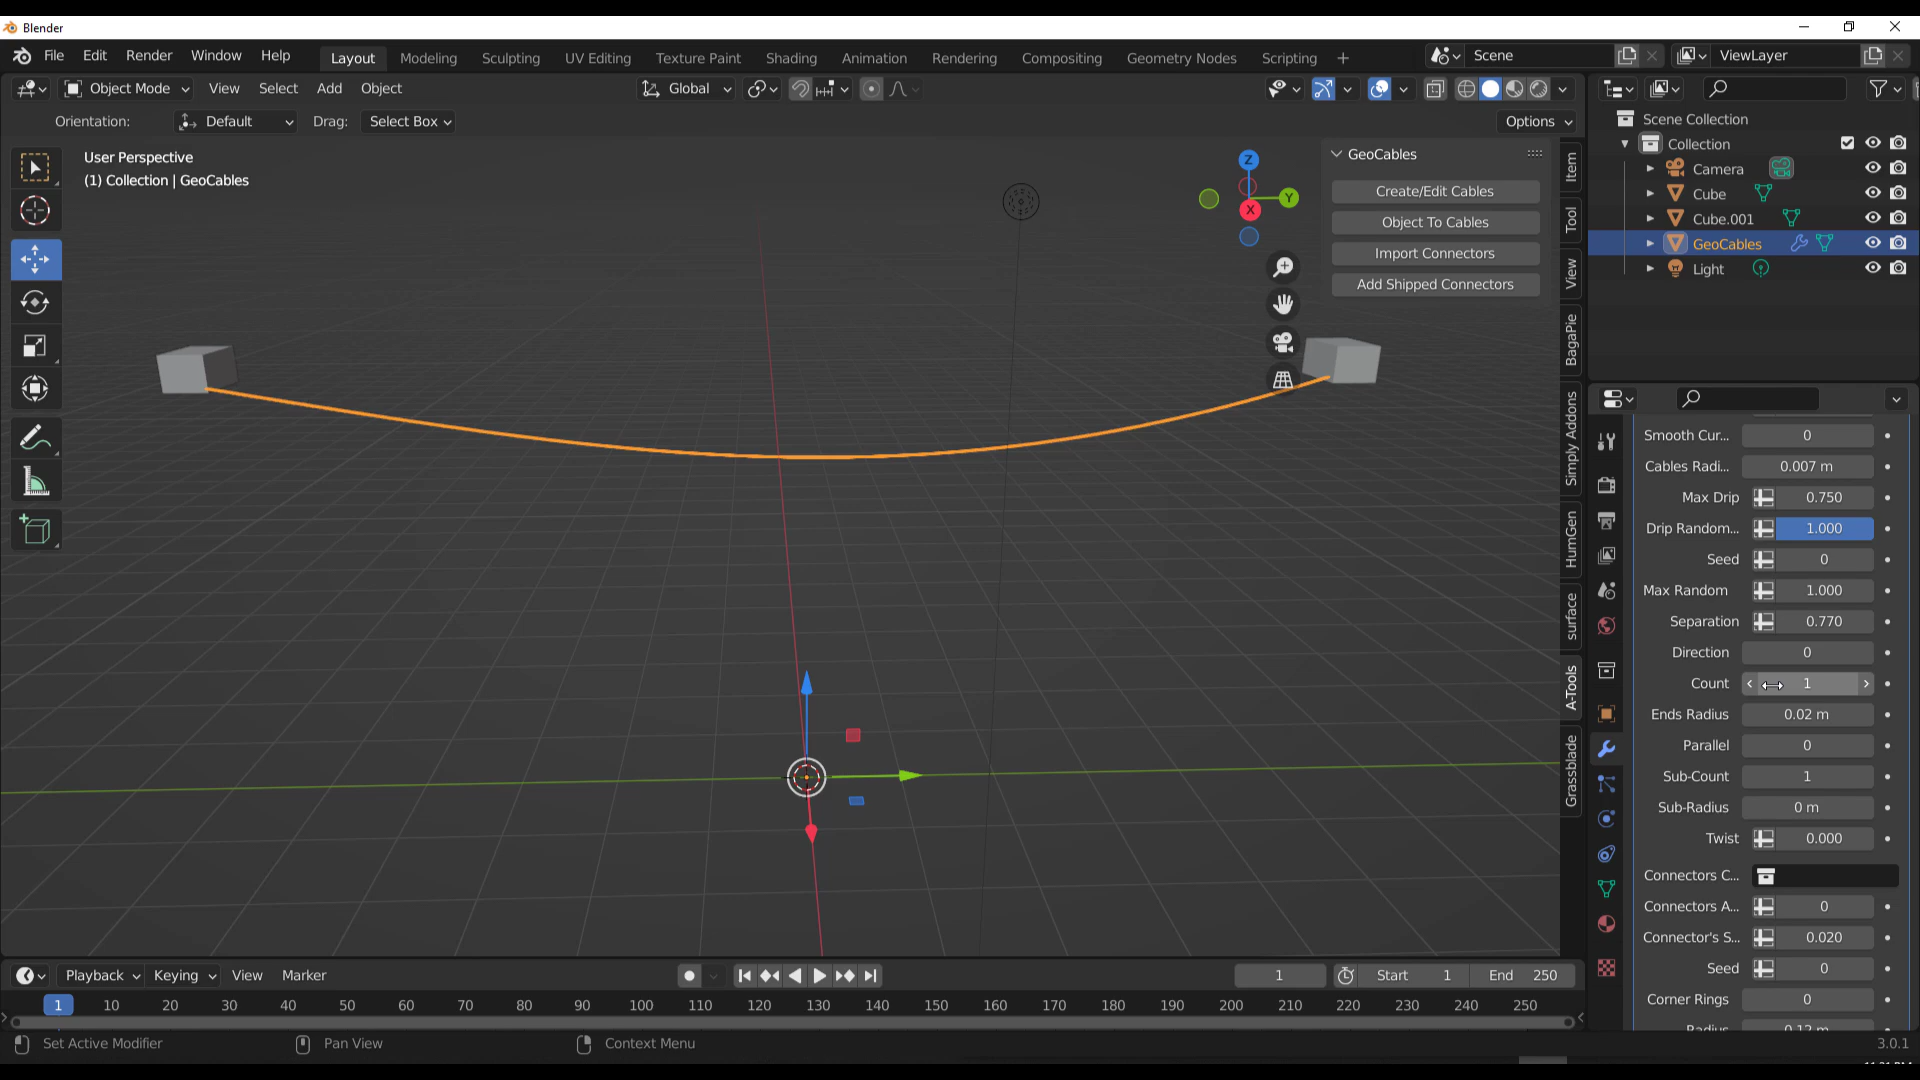 Blender
File Edit Render Window Help
Layout Modeling Sculpting UV Editing Texture Paint Shading Animation Rendering Compositing Geometry Nodes Scripting +
Scene
ViewLayer
Object Mode View Select Add Object
Global
Orientation: Default Drag: Select Box
Options
User Perspective
(1) Collection | GeoCables
Z
Y
X
GeoCables
Create/Edit Cables
Object To Cables
Import Connectors
Add Shipped Connectors
Item
Tool
View
BagaPie
Simply Addons
HumGen
surface
A-Tools
Grassblade
Scene Collection
Collection
Camera
Cube
Cube.001
GeoCables
Light
Smooth Cur... 0
Cables Radi... 0.007 m
Max Drip 0.750
Drip Random... 1.000
Seed 0
Max Random 1.000
Separation 0.770
Direction 0
Count 1
Ends Radius 0.02 m
Parallel 0
Sub-Count 1
Sub-Radius 0 m
Twist 0.000
Connectors C...
Connectors A... 0
Connector's S... 0.020
Seed 0
Corner Rings 0
Radius 0.12 m
Playback Keying View Marker
1 Start 1 End 250
1 10 20 30 40 50 60 70 80 90 100 110 120 130 140 150 160 170 180 190 200 210 220 230 240 250
Set Active Modifier Pan View Context Menu
3.0.1